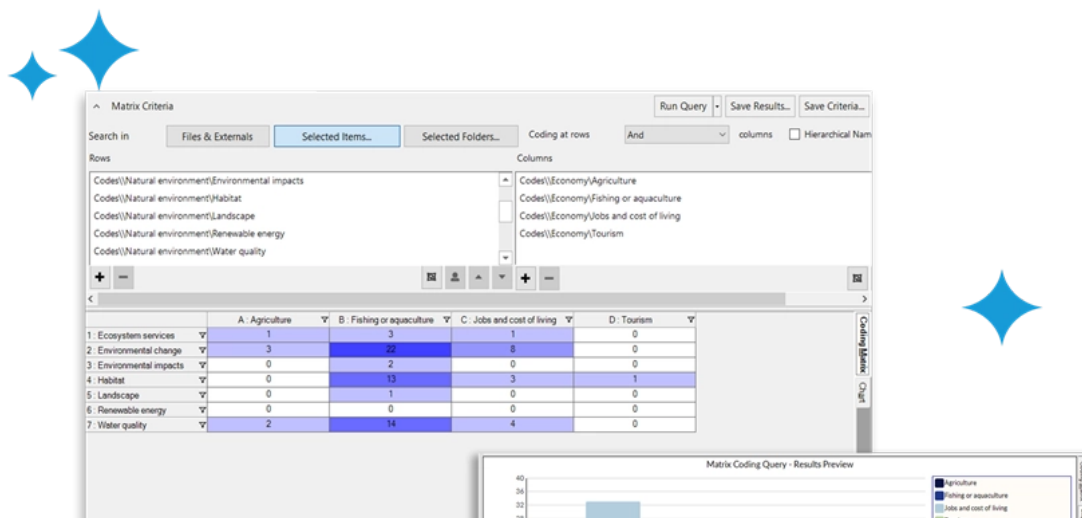 Matrix Criteria
Run Query Save Results... Save Criteria...
Search in Files & Externals Selected Items... Selected Folders... Coding at rows And columns Hierarchical Nam
Rows Columns
Codes\\Natural environment\Environmental impacts Codes\\Economy\Agriculture
Codes\\Natural environment\Habitat Codes\\Economy\Fishing or aquaculture
Codes\\Natural environment\Landscape Codes\\Economy\Jobs and cost of living
Codes\\Natural environment\Renewable energy Codes\\Economy\Tourism
Codes\\Natural environment\Water quality
A : Agriculture B : Fishing or aquaculture C : Jobs and cost of living D : Tourism
1 : Ecosystem services 1 3 1 0
2 : Environmental change 3 22 8 0
3 : Environmental impacts 0 2 0 0
4 : Habitat 0 13 3 1
5 : Landscape 0 1 0 0
6 : Renewable energy 0 0 0 0
7 : Water quality 2 14 4 0
Coding Matrix
Chart
Matrix Coding Query - Results Preview
40
36
32
Agriculture
Fishing or aquaculture
Jobs and cost of living